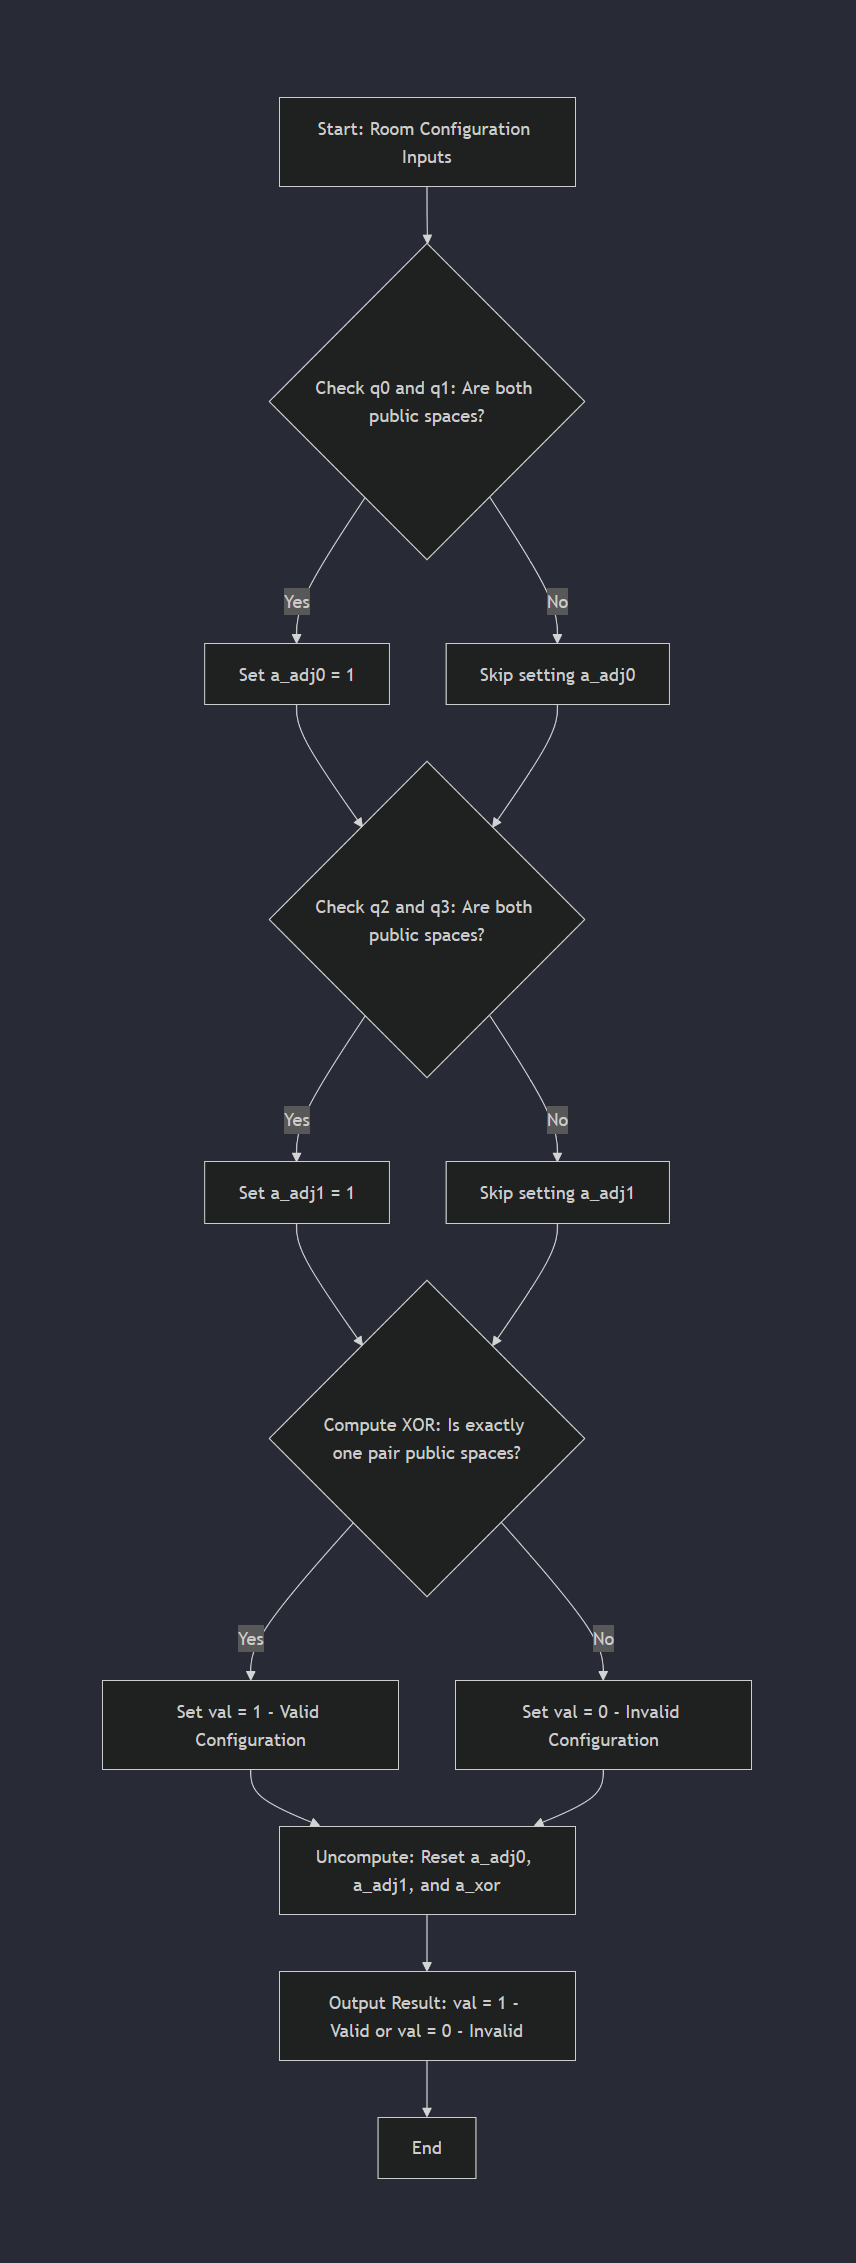 Start: Room Configuration
Inputs
Check q0 and q1: Are both
public spaces?
Yes
No
Set a_adj0 = 1
Skip setting a_adj0
Check q2 and q3: Are both
public spaces?
Yes
No
Set a_adj1 = 1
Skip setting a_adj1
Compute XOR: Is exactly
one pair public spaces?
Yes
No
Set val = 1 - Valid
Configuration
Set val = 0 - Invalid
Configuration
Uncompute: Reset a_adj0,
a_adj1, and a_xor
Output Result: val = 1 -
Valid or val = 0 - Invalid
End